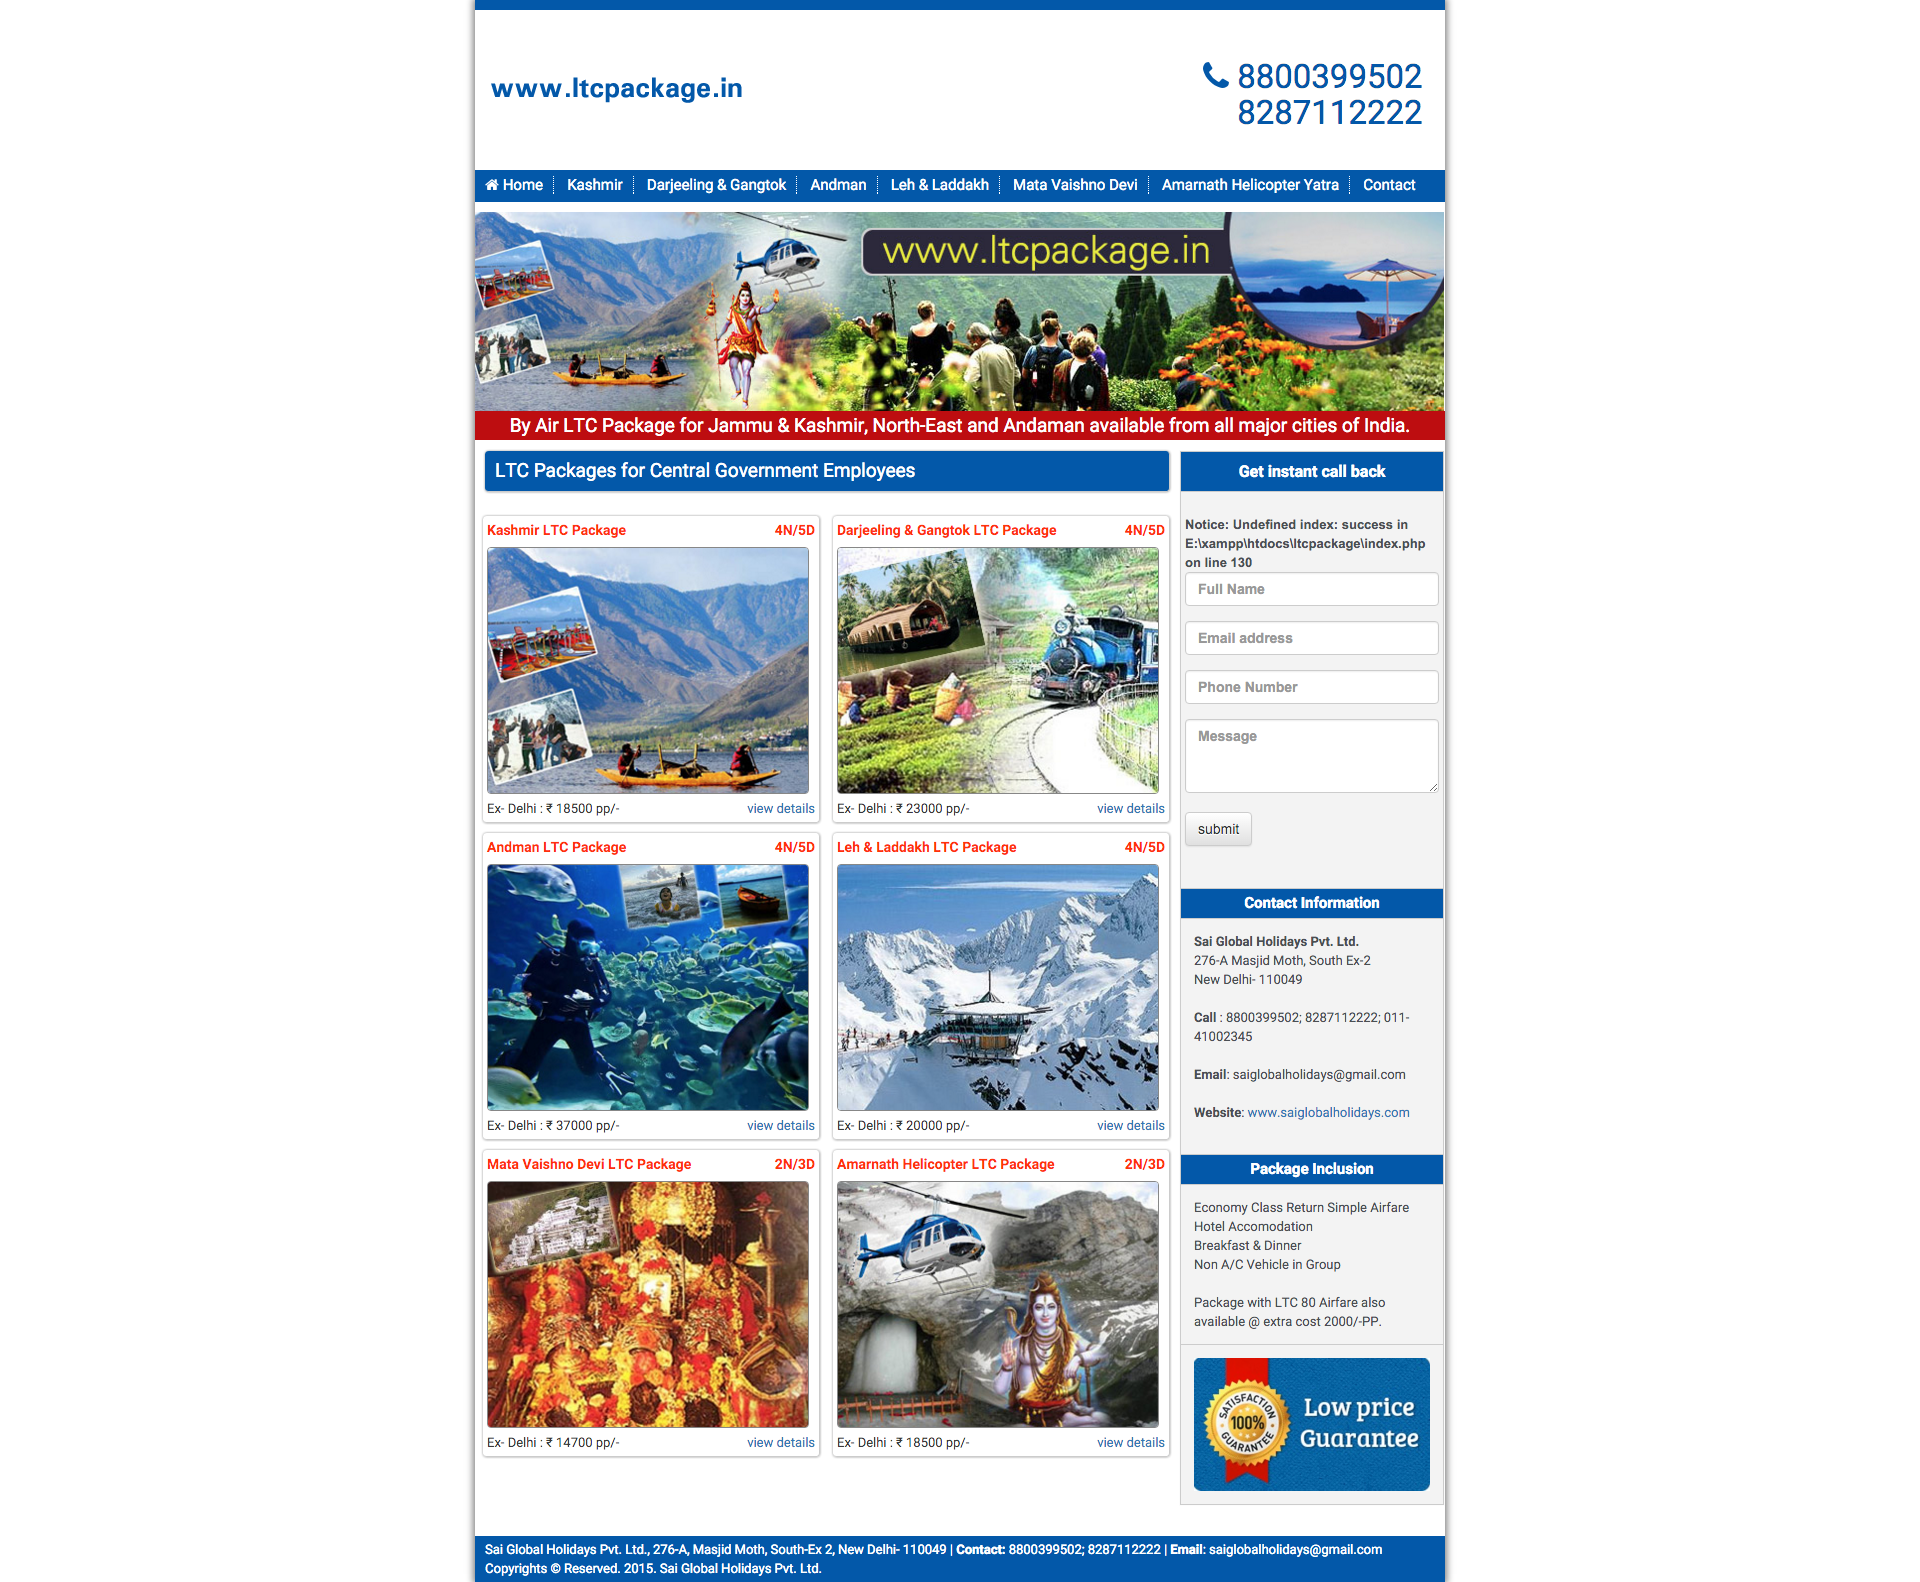 www.ltcpackage.in
8800399502
8287112222
Home
Kashmir
Darjeeling & Gangtok
Andman
Leh & Laddakh
Mata Vaishno Devi
Amarnath Helicopter Yatra
Contact
www.ltcpackage.in
By Air LTC Package for Jammu & Kashmir, North-East and Andaman available from all major cities of India.
LTC Packages for Central Government Employees
Kashmir LTC Package 4N/5D
Ex- Delhi : ₹ 18500 pp/- view details
Darjeeling & Gangtok LTC Package 4N/5D
Ex- Delhi : ₹ 23000 pp/- view details
Andman LTC Package 4N/5D
Ex- Delhi : ₹ 37000 pp/- view details
Leh & Laddakh LTC Package 4N/5D
Ex- Delhi : ₹ 20000 pp/- view details
Mata Vaishno Devi LTC Package 2N/3D
Ex- Delhi : ₹ 14700 pp/- view details
Amarnath Helicopter LTC Package 2N/3D
Ex- Delhi : ₹ 18500 pp/- view details
Get instant call back
Notice: Undefined index: success in
E:\xampp\htdocs\ltcpackage\index.php
on line 130
Full Name
Email address
Phone Number
Message
submit
Contact Information
Sai Global Holidays Pvt. Ltd.
276-A Masjid Moth, South Ex-2
New Delhi- 110049
Call : 8800399502; 8287112222; 011-
41002345
Email: saiglobalholidays@gmail.com
Website: www.saiglobalholidays.com
Package Inclusion
Economy Class Return Simple Airfare
Hotel Accomodation
Breakfast & Dinner
Non A/C Vehicle in Group
Package with LTC 80 Airfare also
available @ extra cost 2000/-PP.
SATISFACTION
100%
GUARANTEE
Low price
Guarantee
Sai Global Holidays Pvt. Ltd., 276-A, Masjid Moth, South-Ex 2, New Delhi- 110049 | Contact: 8800399502; 8287112222 | Email: saiglobalholidays@gmail.com
Copyrights © Reserved. 2015. Sai Global Holidays Pvt. Ltd.